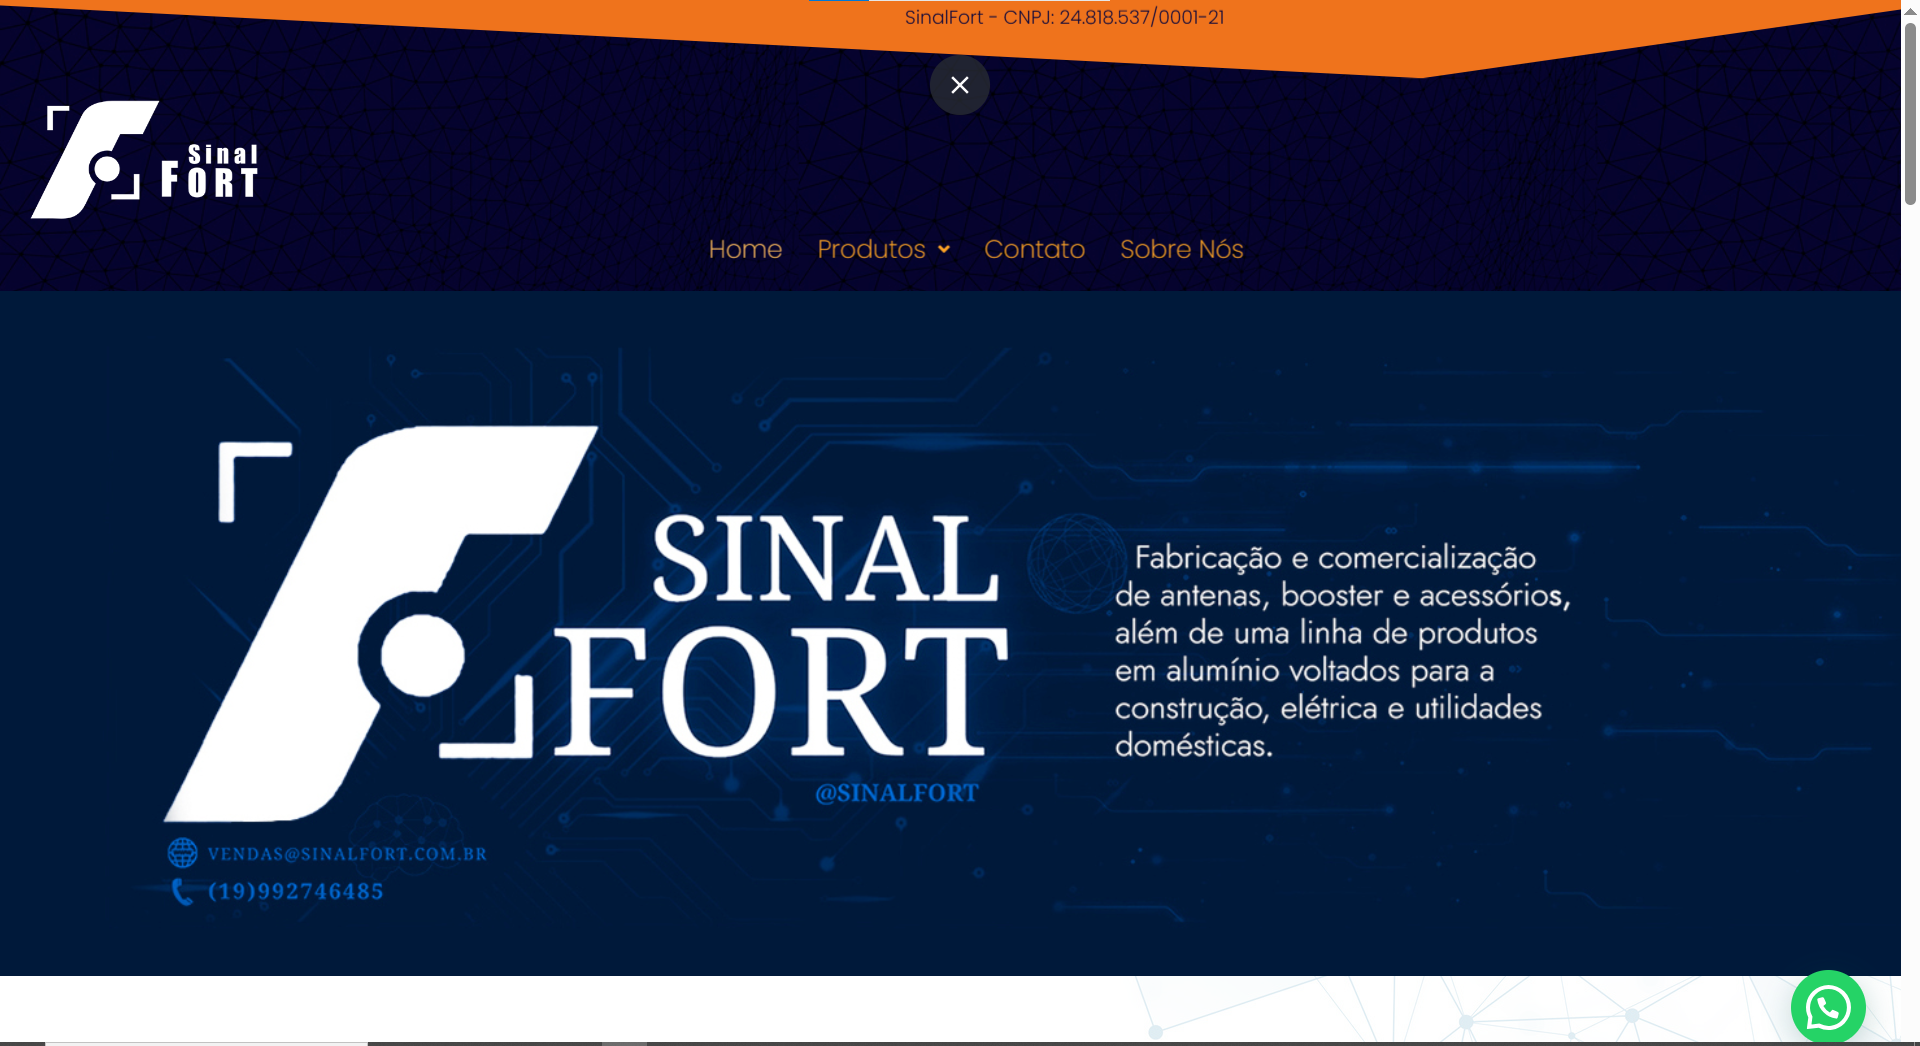 SinalFort - CNPJ: 24.818.537/0001-21
Sinal
FORT
Home Produtos Contato Sobre Nós
SINAL
FORT
@SINALFORT
VENDAS@SINALFORT.COM.BR
(19)992746485
Fabricação e comercialização
de antenas, booster e acessórios,
além de uma linha de produtos
em alumínio voltados para a
construção, elétrica e utilidades
domésticas.